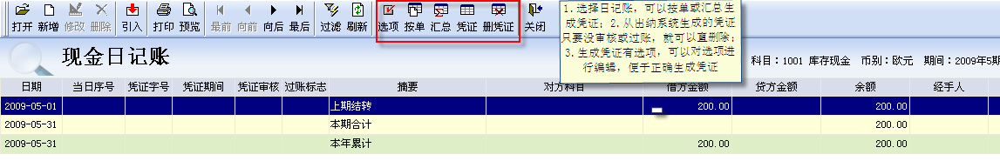 打开 新增 修改 删除 引入 打印 预览 最前 向前 向后 最后 过滤 刷新 选项 按单 汇总 凭证 删凭证 关闭
1.选择日记账，可以按单或汇总生
成凭证；2.从出纳系统生成的凭证
只要没审核或过账，就可以直删除；
3.生成凭证有选项，可以对选项进
行编辑，便于正确生成凭证
现金日记账
科目：1001 库存现金 币别：欧元 期间：2009年5期
日期 当日序号 凭证字号 凭证期间 凭证审核 过账标志 摘要 对方科目 借方金额 贷方金额 余额 经手人
2009-05-01 上期结转 200.00 200.00
2009-05-31 本期合计 200.00
2009-05-31 本年累计 200.00 200.00